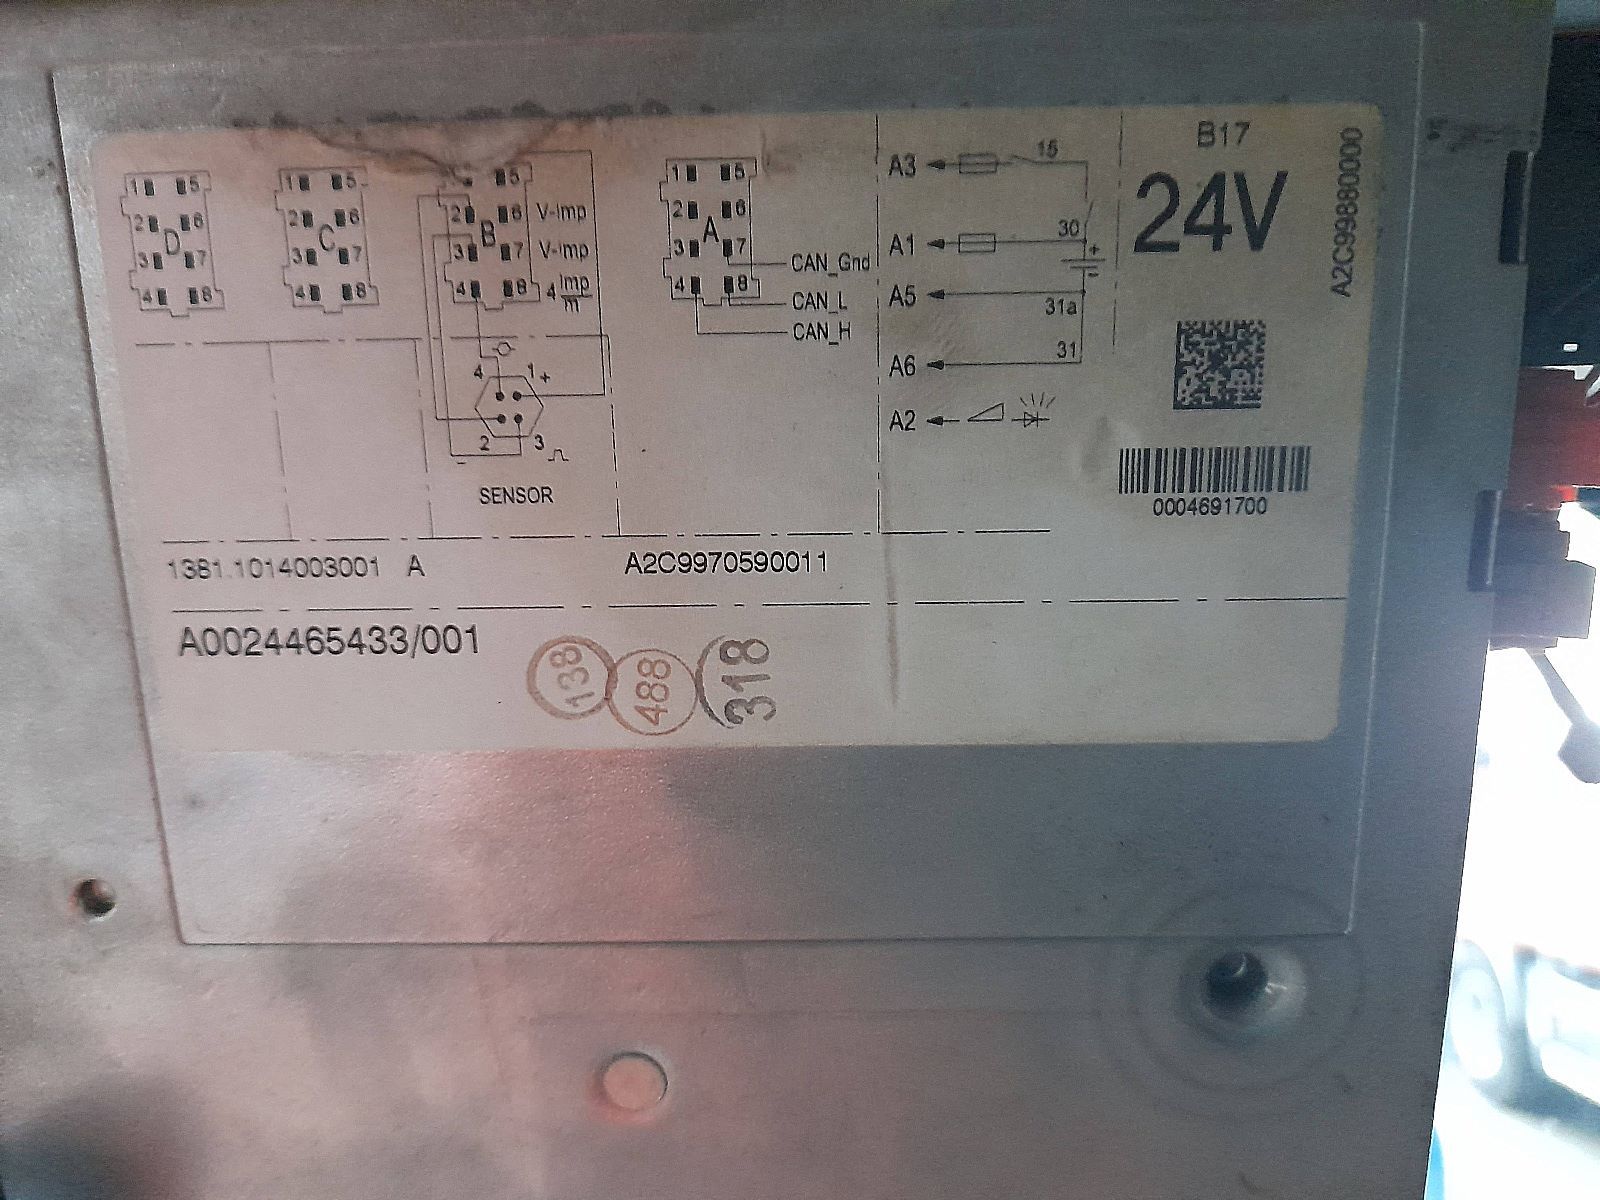 1 5
2 6
D
3 7
4 8
1 5
2 6
C
3 7
4 8
5
2 6 V-Imp
B
3 7 V-Imp
4 8 4 Imp
m
4 1 +
2 3
-
SENSOR
1 5
2 6
A
3 7
CAN_Gnd
4 8
CAN_L
CAN_H
A3 15
A1 30
+
-
A5 31a
A6 31
A2
B17
24V
A2C99880000
0004691700
1381.1014003001 A
A2C9970590011
A0024465433/001
138
488
318